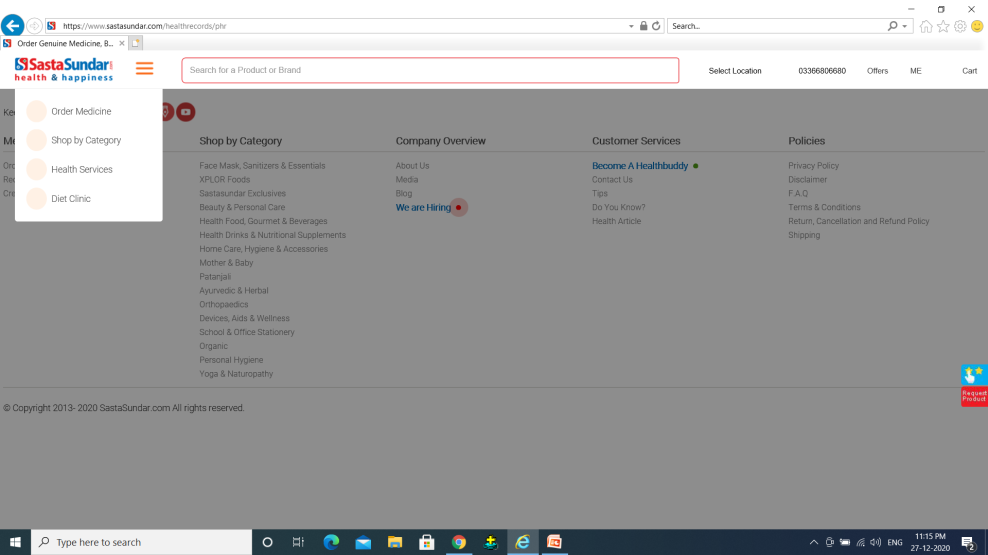 https://www.sastasundar.com/healthrecords/phr
Search...
Order Genuine Medicine, B...
SastaSundar
health & happiness
Search for a Product or Brand
Select Location
03366806680
Offers
ME
Cart
Order Medicine
Shop by Category
Health Services
Diet Clinic
Shop by Category
Face Mask, Sanitizers & Essentials
XPLOR Foods
Sastasundar Exclusives
Beauty & Personal Care
Health Food, Gourmet & Beverages
Health Drinks & Nutritional Supplements
Home Care, Hygiene & Accessories
Mother & Baby
Patanjali
Ayurvedic & Herbal
Orthopaedics
Devices, Aids & Wellness
School & Office Stationery
Organic
Personal Hygiene
Yoga & Naturopathy
Company Overview
About Us
Media
Blog
We are Hiring
Customer Services
Become A Healthbuddy
Contact Us
Tips
Do You Know?
Health Article
Policies
Privacy Policy
Disclaimer
F.A.Q
Terms & Conditions
Return, Cancellation and Refund Policy
Shipping
Request
Product
© Copyright 2013- 2020 SastaSundar.com All rights reserved.
Type here to search
ENG
11:15 PM
27-12-2020